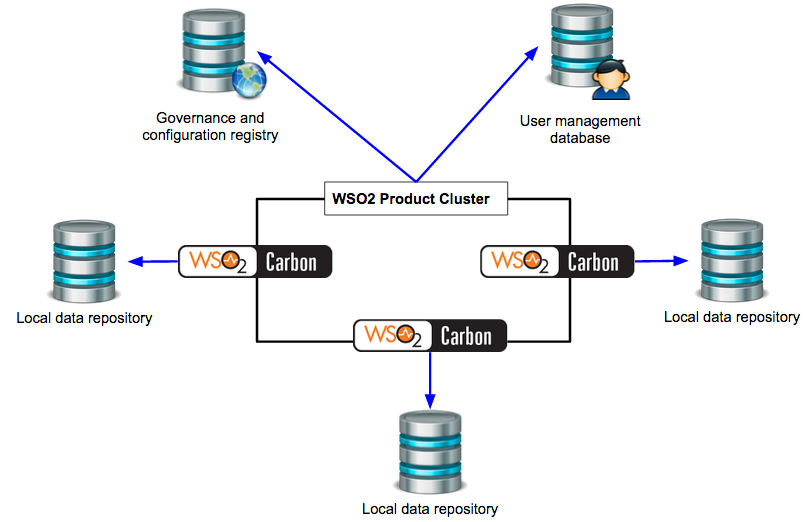 Governance and
configuration registry
User management
database
WSO2 Product Cluster
WSO2 Carbon
WSO2 Carbon
Local data repository
Local data repository
WSO2 Carbon
Local data repository